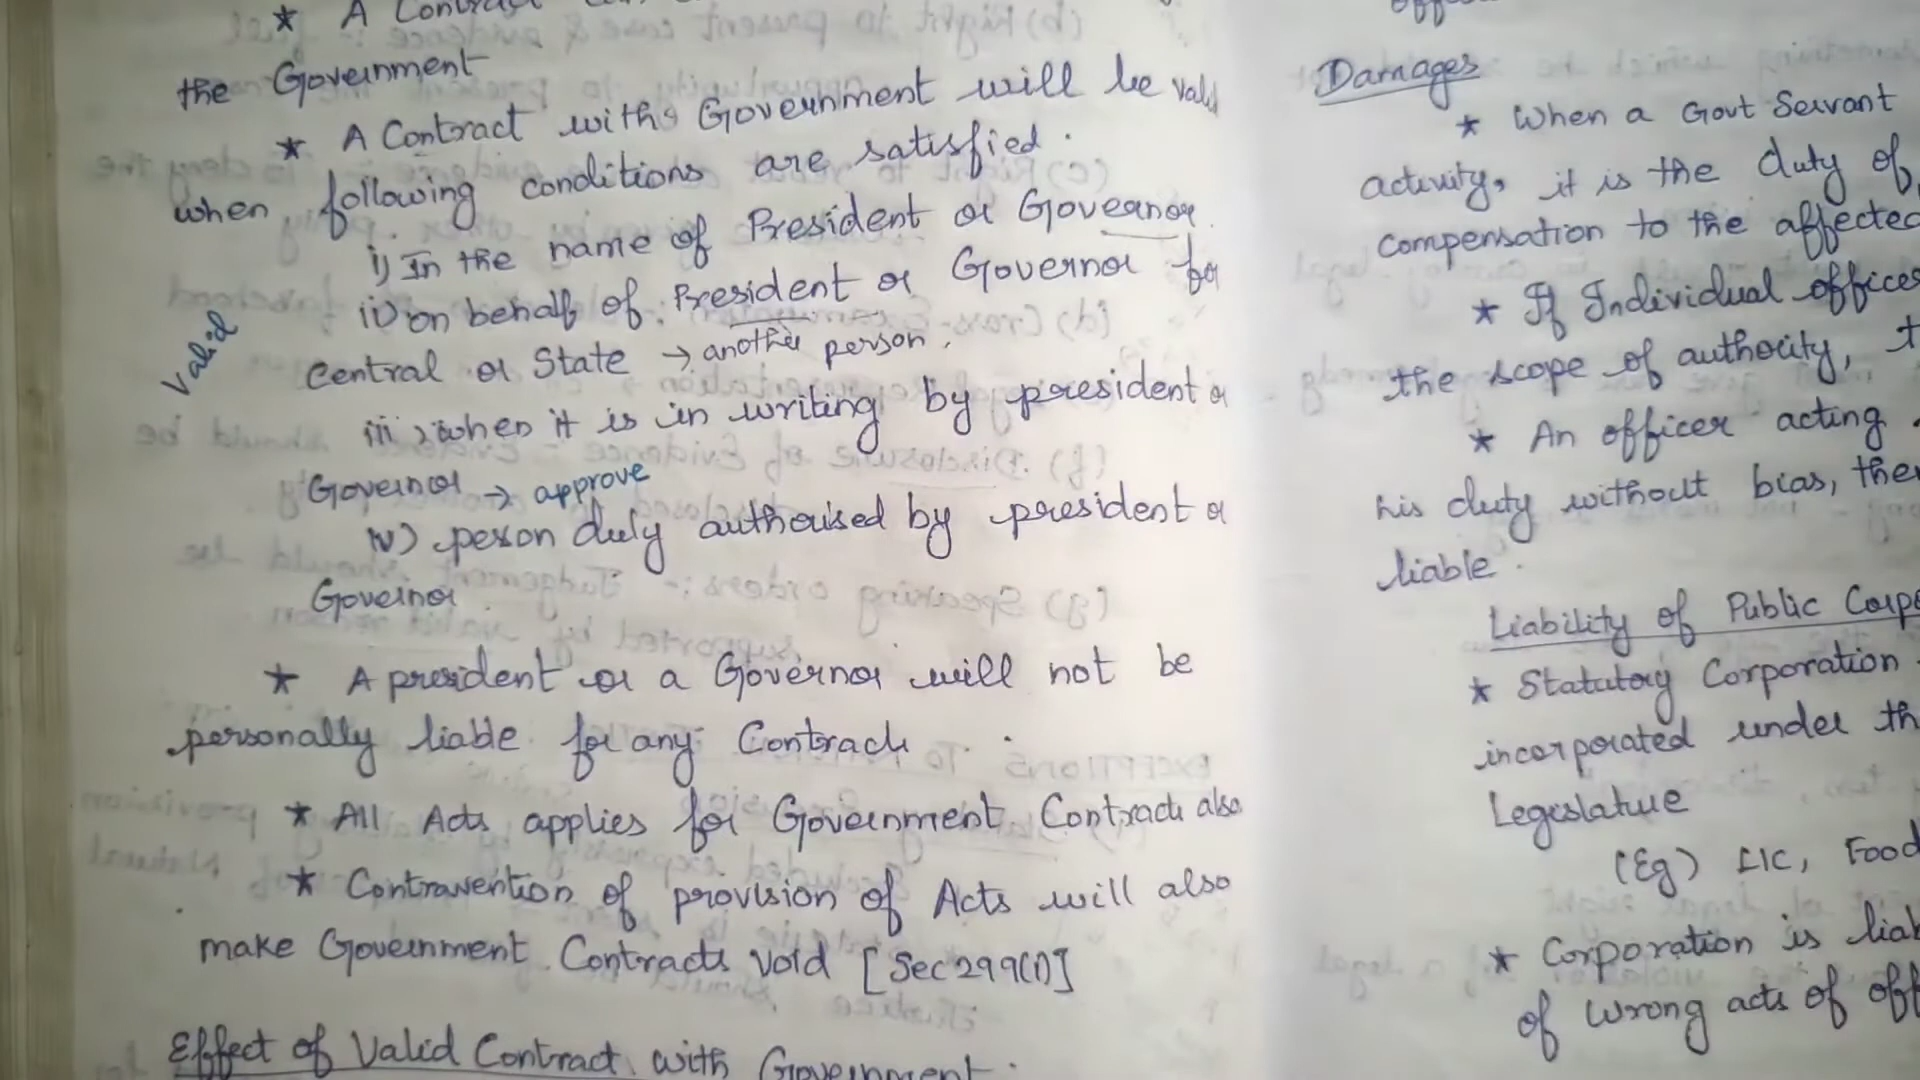 * A Contract
the Government
* A Contract with Government will be valid
when following conditions are satisfied.
i) In the name of President or Governor.
ii) on behalf of President or Governor for
Central or State → another person.
Valid
iii) when it is in writing by president or
Governor → approve
iv) person duly authorised by president or
Governor.
* A president or a Governor will not be
personally liable for any Contract.
* All Acts applies for Government Contracts also
* Contravention of provision of Acts will also
make Government Contracts void [Sec 299(1)]
Effect of Valid Contract with Government.
Damages
* When a Govt Servant
activity, it is the duty of
compensation to the affected
* If Individual officer
the scope of authority,
* An officer acting
his duty without bias, then
liable.
Liability of Public Corp
* Statutory Corporation
incorporated under th
Legislature
(Eg) LIC, Food
* Corporation is liab
of wrong acts of off